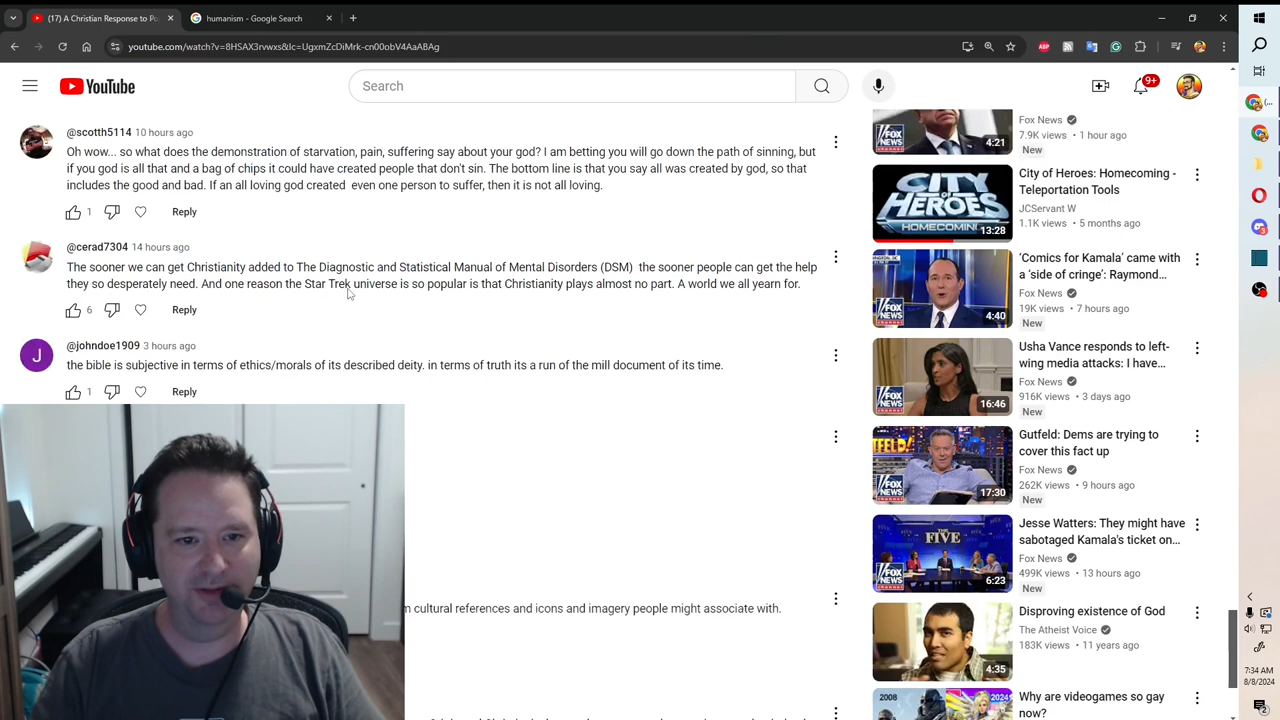 (17) A Christian Response to Po
humanism - Google Search
youtube.com/watch?v=8HSAX3rvwxs&lc=UgxmZcDiMrk-cn00obV4AaABAg
YouTube
Search
9+
@scotth5114 10 hours ago
Oh wow... so what does the demonstration of starvation, pain, suffering say about your god? I am betting you will go down the path of sinning, but
if you god is all that and a bag of chips it could have created people that don't sin. The bottom line is that you say all was created by god, so that
includes the good and bad. If an all loving god created even one person to suffer, then it is not all loving.
1 Reply
@cerad7304 14 hours ago
The sooner we can get Christianity added to The Diagnostic and Statistical Manual of Mental Disorders (DSM) the sooner people can get the help
they so desperately need. And one reason the Star Trek universe is so popular is that Christianity plays almost no part. A world we all yearn for.
6 Reply
@johndoe1909 3 hours ago
the bible is subjective in terms of ethics/morals of its described deity. in terms of truth its a run of the mill document of its time.
1 Reply
J
m cultural references and icons and imagery people might associate with.
Fox News
7.9K views • 1 hour ago
New
4:21
City of Heroes: Homecoming -
Teleportation Tools
JCServant W
1.1K views • 5 months ago
CITY OF HEROES
HOMECOMING
13:28
'Comics for Kamala' came with
a 'side of cringe': Raymond...
Fox News
19K views • 7 hours ago
New
4:40
Usha Vance responds to left-
wing media attacks: I have...
Fox News
916K views • 3 days ago
New
16:46
Gutfeld: Dems are trying to
cover this fact up
Fox News
262K views • 9 hours ago
New
17:30
Jesse Watters: They might have
sabotaged Kamala's ticket on...
Fox News
499K views • 13 hours ago
New
THE FIVE
6:23
Disproving existence of God
The Atheist Voice
183K views • 11 years ago
4:35
Why are videogames so gay
now?
2008
2024
7:34 AM
8/8/2024